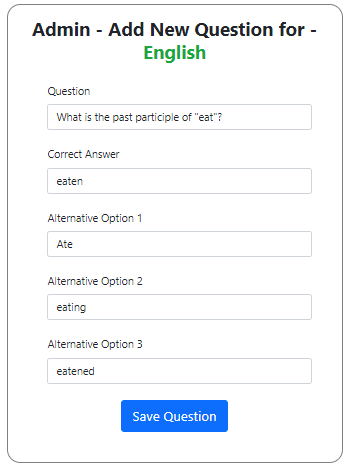 Admin - Add New Question for -
English
Question
What is the past participle of "eat"?
Correct Answer
eaten
Alternative Option 1
Ate
Alternative Option 2
eating
Alternative Option 3
eatened
Save Question